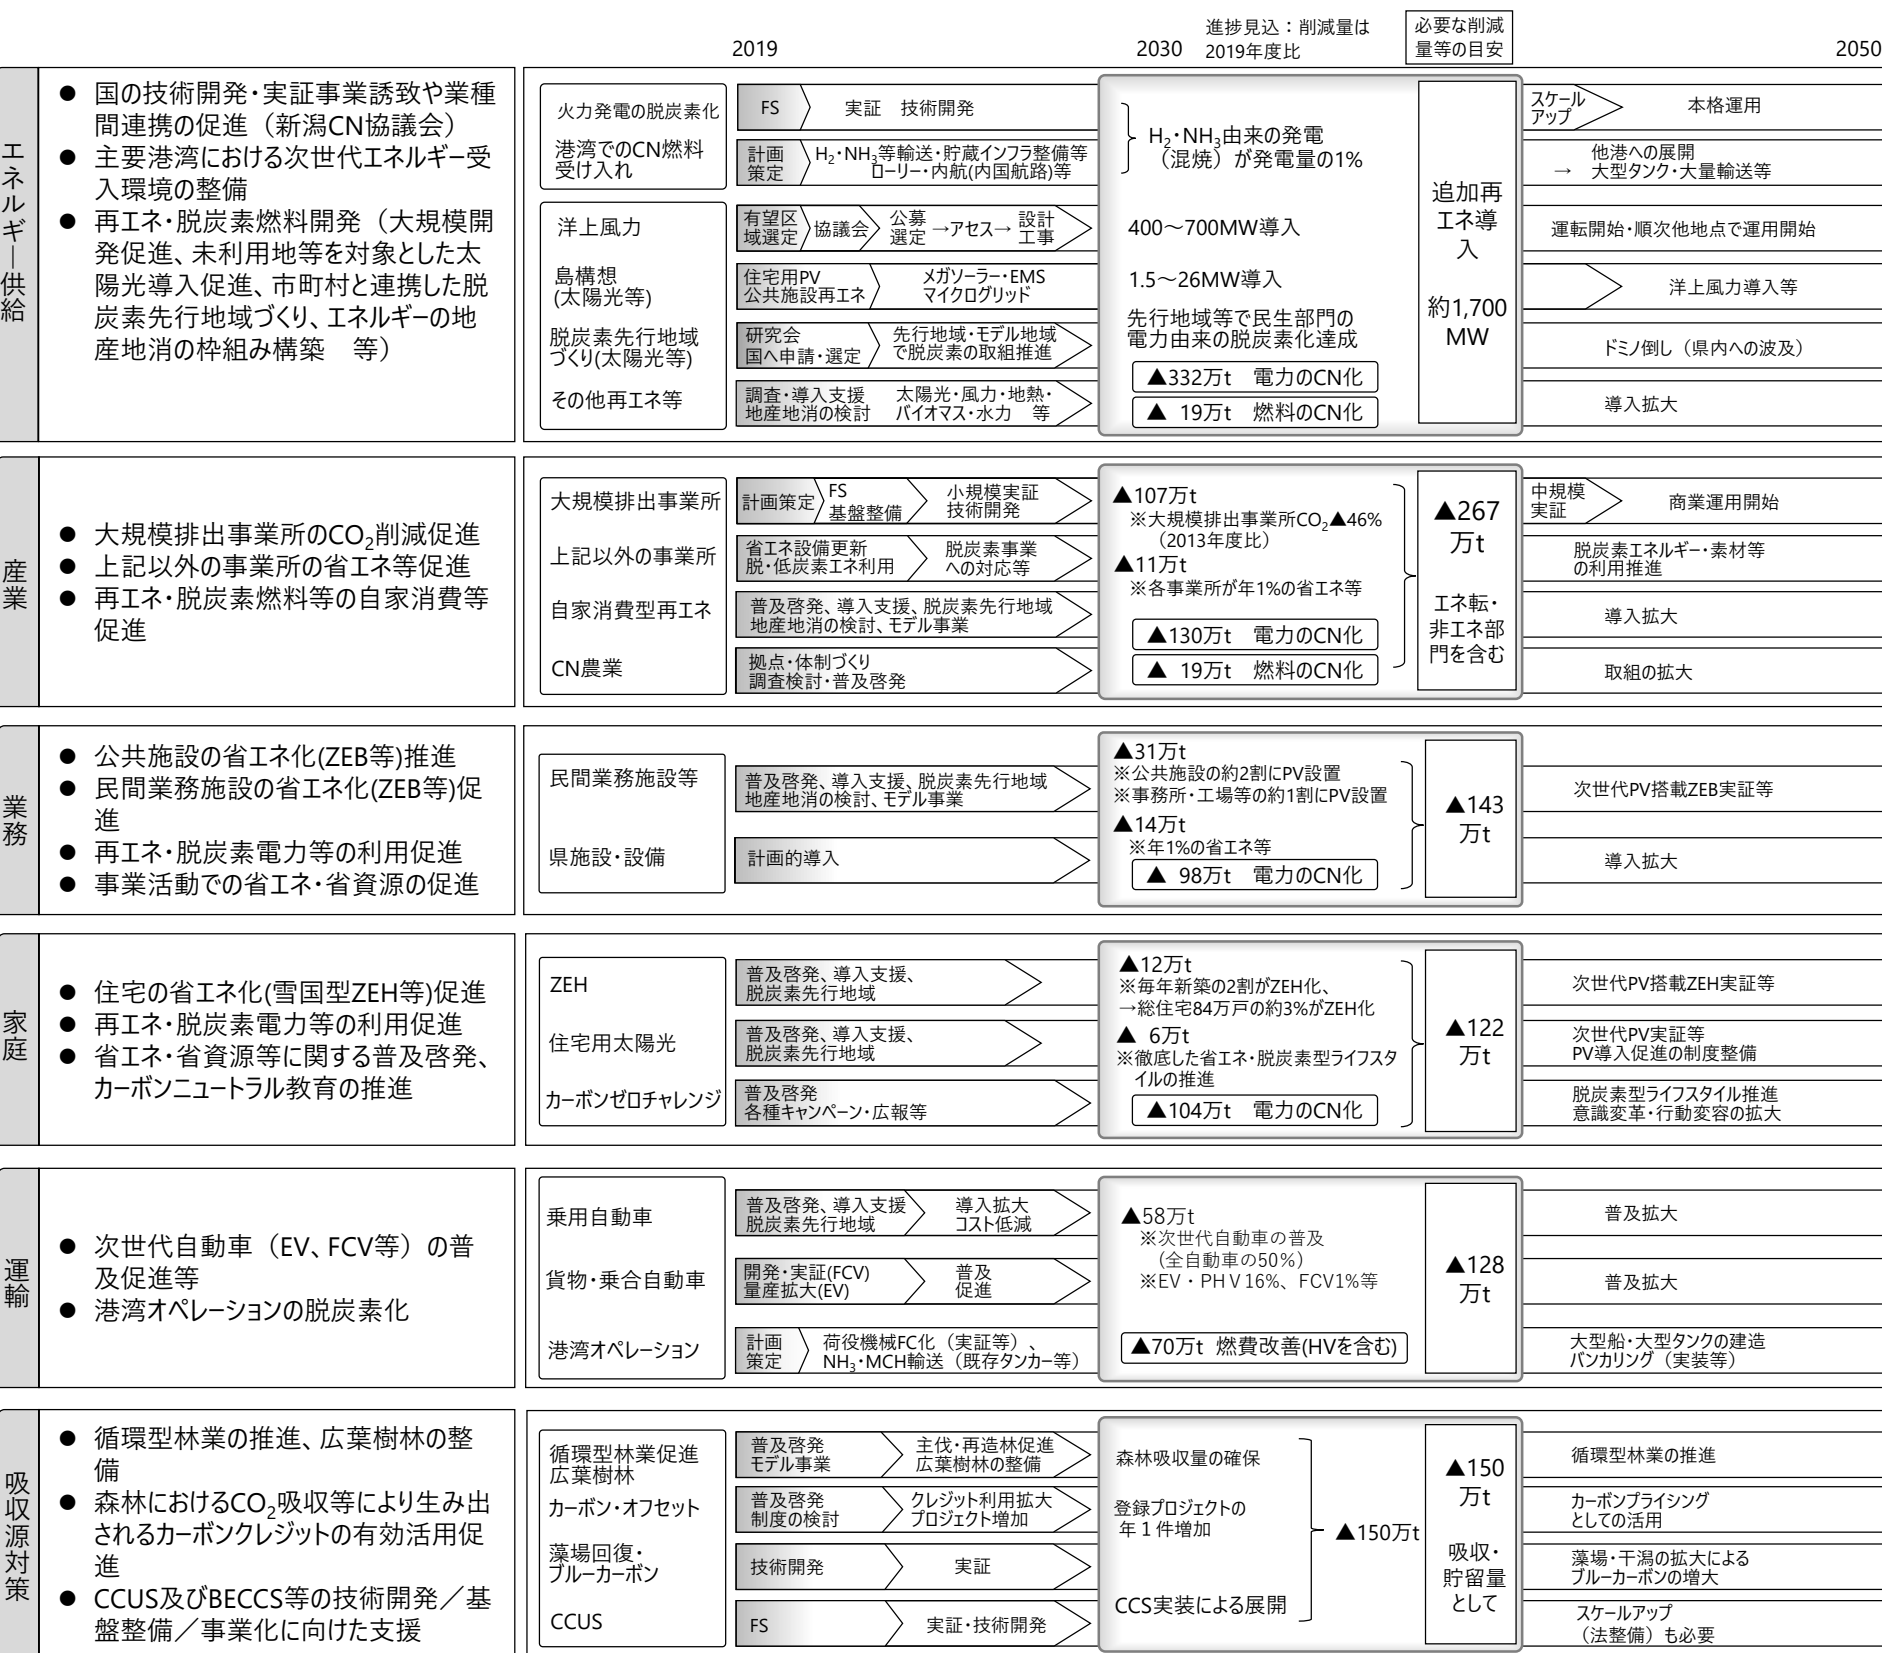 2019
2030
進捗見込：削減量は
2019年度比
必要な削減
量等の目安
2050
エネルギー供給
● 国の技術開発・実証事業誘致や業種
間連携の促進（新潟CN協議会）
● 主要港湾における次世代エネルギー受
入環境の整備
● 再エネ・脱炭素燃料開発（大規模開
発促進、未利用地等を対象とした太
陽光導入促進、市町村と連携した脱
炭素先行地域づくり、エネルギーの地
産地消の枠組み構築　等）
火力発電の脱炭素化
FS
実証　技術開発
港湾でのCN燃料
受け入れ
計画
策定
H₂・NH₃等輸送・貯蔵インフラ整備等
ローリー・内航(内国航路)等
H₂・NH₃由来の発電
（混焼）が発電量の1%
スケール
アップ
本格運用
他港への展開
→　大型タンク・大量輸送等
洋上風力
有望区
域選定
協議会
公募
選定
→アセス→
設計
工事
400～700MW導入
運転開始・順次他地点で運用開始
島構想
(太陽光等)
住宅用PV
公共施設再エネ
メガソーラー・EMS
マイクログリッド
1.5～26MW導入
洋上風力導入等
脱炭素先行地域
づくり(太陽光等)
研究会
国へ申請・選定
先行地域・モデル地域
で脱炭素の取組推進
先行地域等で民生部門の
電力由来の脱炭素化達成
ドミノ倒し（県内への波及）
その他再エネ等
調査・導入支援
地産地消の検討
太陽光・風力・地熱・
バイオマス・水力　等
▲332万t　電力のCN化
▲ 19万t　燃料のCN化
導入拡大
追加再
エネ導
入
約1,700
MW
産業
● 大規模排出事業所のCO₂削減促進
● 上記以外の事業所の省エネ等促進
● 再エネ・脱炭素燃料等の自家消費等
促進
大規模排出事業所
計画策定
FS
基盤整備
小規模実証
技術開発
▲107万t
※大規模排出事業所CO₂▲46%
（2013年度比）
中規模
実証
商業運用開始
上記以外の事業所
省エネ設備更新
脱・低炭素エネ利用
脱炭素事業
への対応等
▲11万t
※各事業所が年1%の省エネ等
脱炭素エネルギー・素材等
の利用推進
自家消費型再エネ
普及啓発、導入支援、脱炭素先行地域
地産地消の検討、モデル事業
▲130万t　電力のCN化
導入拡大
CN農業
拠点・体制づくり
調査検討・普及啓発
▲ 19万t　燃料のCN化
取組の拡大
▲267
万t
エネ転・
非エネ部
門を含む
業務
● 公共施設の省エネ化(ZEB等)推進
● 民間業務施設の省エネ化(ZEB等)促
進
● 再エネ・脱炭素電力等の利用促進
● 事業活動での省エネ・省資源の促進
民間業務施設等
普及啓発、導入支援、脱炭素先行地域
地産地消の検討、モデル事業
▲31万t
※公共施設の約2割にPV設置
※事務所・工場等の約1割にPV設置
次世代PV搭載ZEB実証等
県施設・設備
計画的導入
▲14万t
※年1%の省エネ等
▲ 98万t　電力のCN化
導入拡大
▲143
万t
家庭
● 住宅の省エネ化(雪国型ZEH等)促進
● 再エネ・脱炭素電力等の利用促進
● 省エネ・省資源等に関する普及啓発、
カーボンニュートラル教育の推進
ZEH
普及啓発、導入支援、
脱炭素先行地域
▲12万t
※毎年新築の2割がZEH化、
→総住宅84万戸の約3%がZEH化
次世代PV搭載ZEH実証等
住宅用太陽光
普及啓発、導入支援、
脱炭素先行地域
▲ 6万t
※徹底した省エネ・脱炭素型ライフスタ
イルの推進
次世代PV実証等
PV導入促進の制度整備
カーボンゼロチャレンジ
普及啓発
各種キャンペーン・広報等
▲104万t　電力のCN化
脱炭素型ライフスタイル推進
意識変革・行動変容の拡大
▲122
万t
運輸
● 次世代自動車（EV、FCV等）の普
及促進等
● 港湾オペレーションの脱炭素化
乗用自動車
普及啓発、導入支援
脱炭素先行地域
導入拡大
コスト低減
▲58万t
※次世代自動車の普及
（全自動車の50%）
※EV・PHV16%、FCV1%等
普及拡大
貨物・乗合自動車
開発・実証(FCV)
量産拡大(EV)
普及
促進
普及拡大
港湾オペレーション
計画
策定
荷役機械FC化（実証等）、
NH₃・MCH輸送（既存タンカー等）
▲70万t 燃費改善(HVを含む)
大型船・大型タンクの建造
バンカリング（実装等）
▲128
万t
吸収源対策
● 循環型林業の推進、広葉樹林の整
備
● 森林におけるCO₂吸収等により生み出
されるカーボンクレジットの有効活用促
進
● CCUS及びBECCS等の技術開発／基
盤整備／事業化に向けた支援
循環型林業促進
広葉樹林
普及啓発
モデル事業
主伐・再造林促進
広葉樹林の整備
森林吸収量の確保
循環型林業の推進
カーボン・オフセット
普及啓発
制度の検討
クレジット利用拡大
プロジェクト増加
登録プロジェクトの
年１件増加
カーボンプライシング
としての活用
藻場回復・
ブルーカーボン
技術開発
実証
藻場・干潟の拡大による
ブルーカーボンの増大
CCUS
FS
実証・技術開発
CCS実装による展開
スケールアップ
（法整備）も必要
▲150万t
▲150
万t
吸収・
貯留量
として